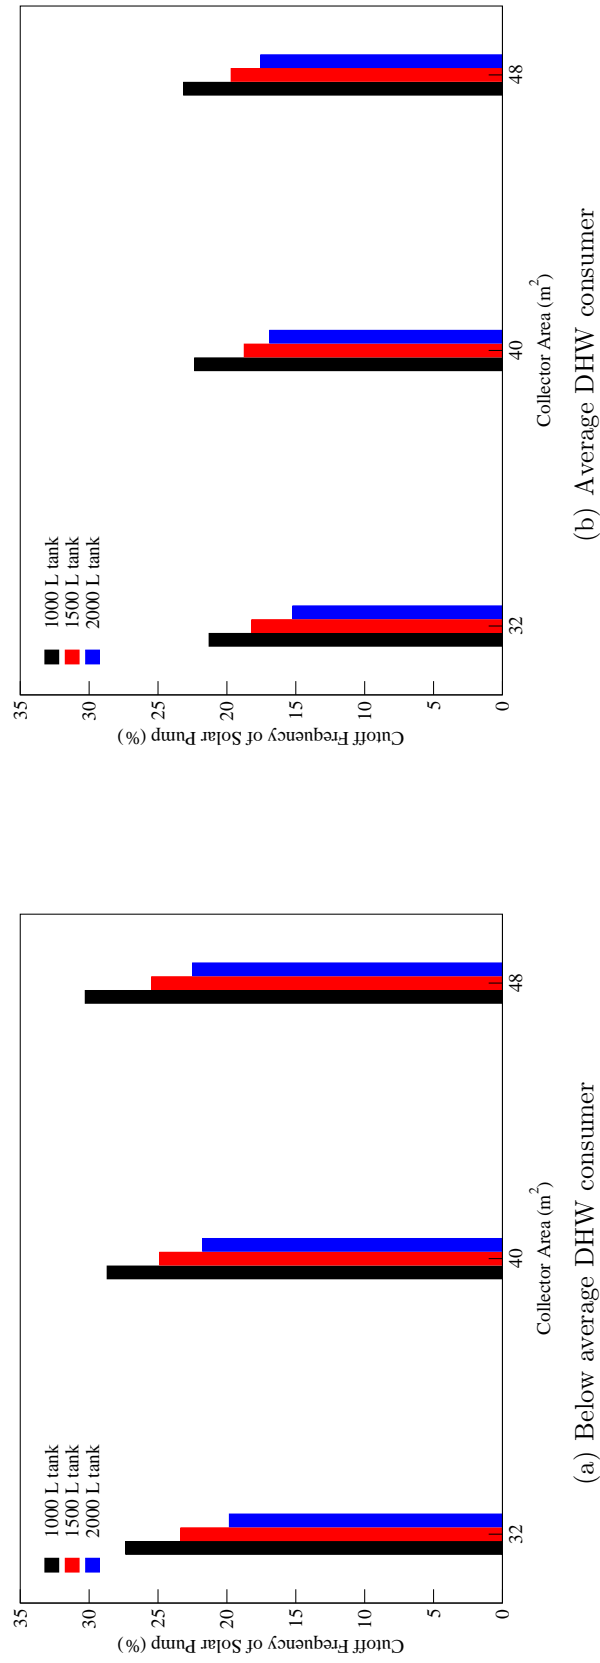 35
30
25
20
15
10
5
0
Cutoff Frequency of Solar Pump (%)
1000 L tank
1500 L tank
2000 L tank
32
40
48
Collector Area (m²)
(a) Below average DHW consumer
35
30
25
20
15
10
5
0
Cutoff Frequency of Solar Pump (%)
1000 L tank
1500 L tank
2000 L tank
32
40
48
Collector Area (m²)
(b) Average DHW consumer